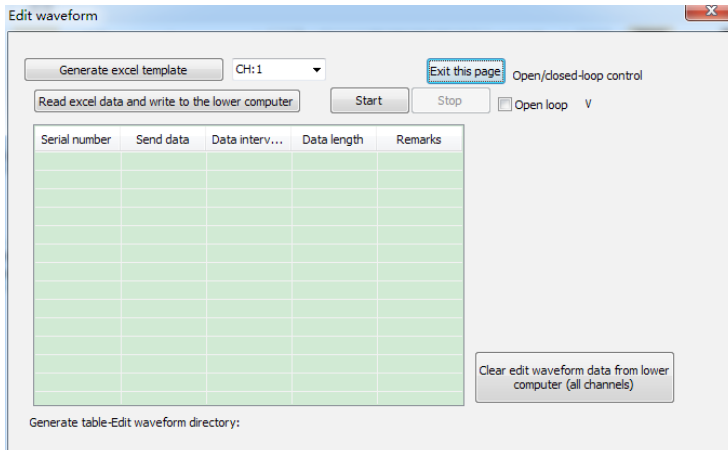 Edit waveform
x
Generate excel template
CH:1
Exit this page
Open/closed-loop control
Read excel data and write to the lower computer
Start
Stop
Open loop
V
Serial number
Send data
Data interv...
Data length
Remarks
Clear edit waveform data from lower
computer (all channels)
Generate table-Edit waveform directory: